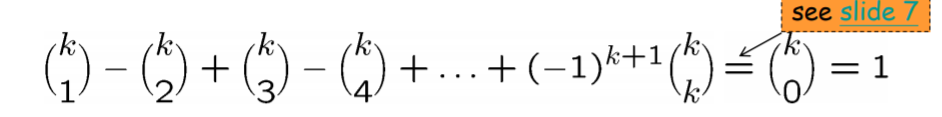 see slide 7
(k 1) − (k 2) + (k 3) − (k 4) + ... + (−1)^{k+1} (k k) = (k 0) = 1